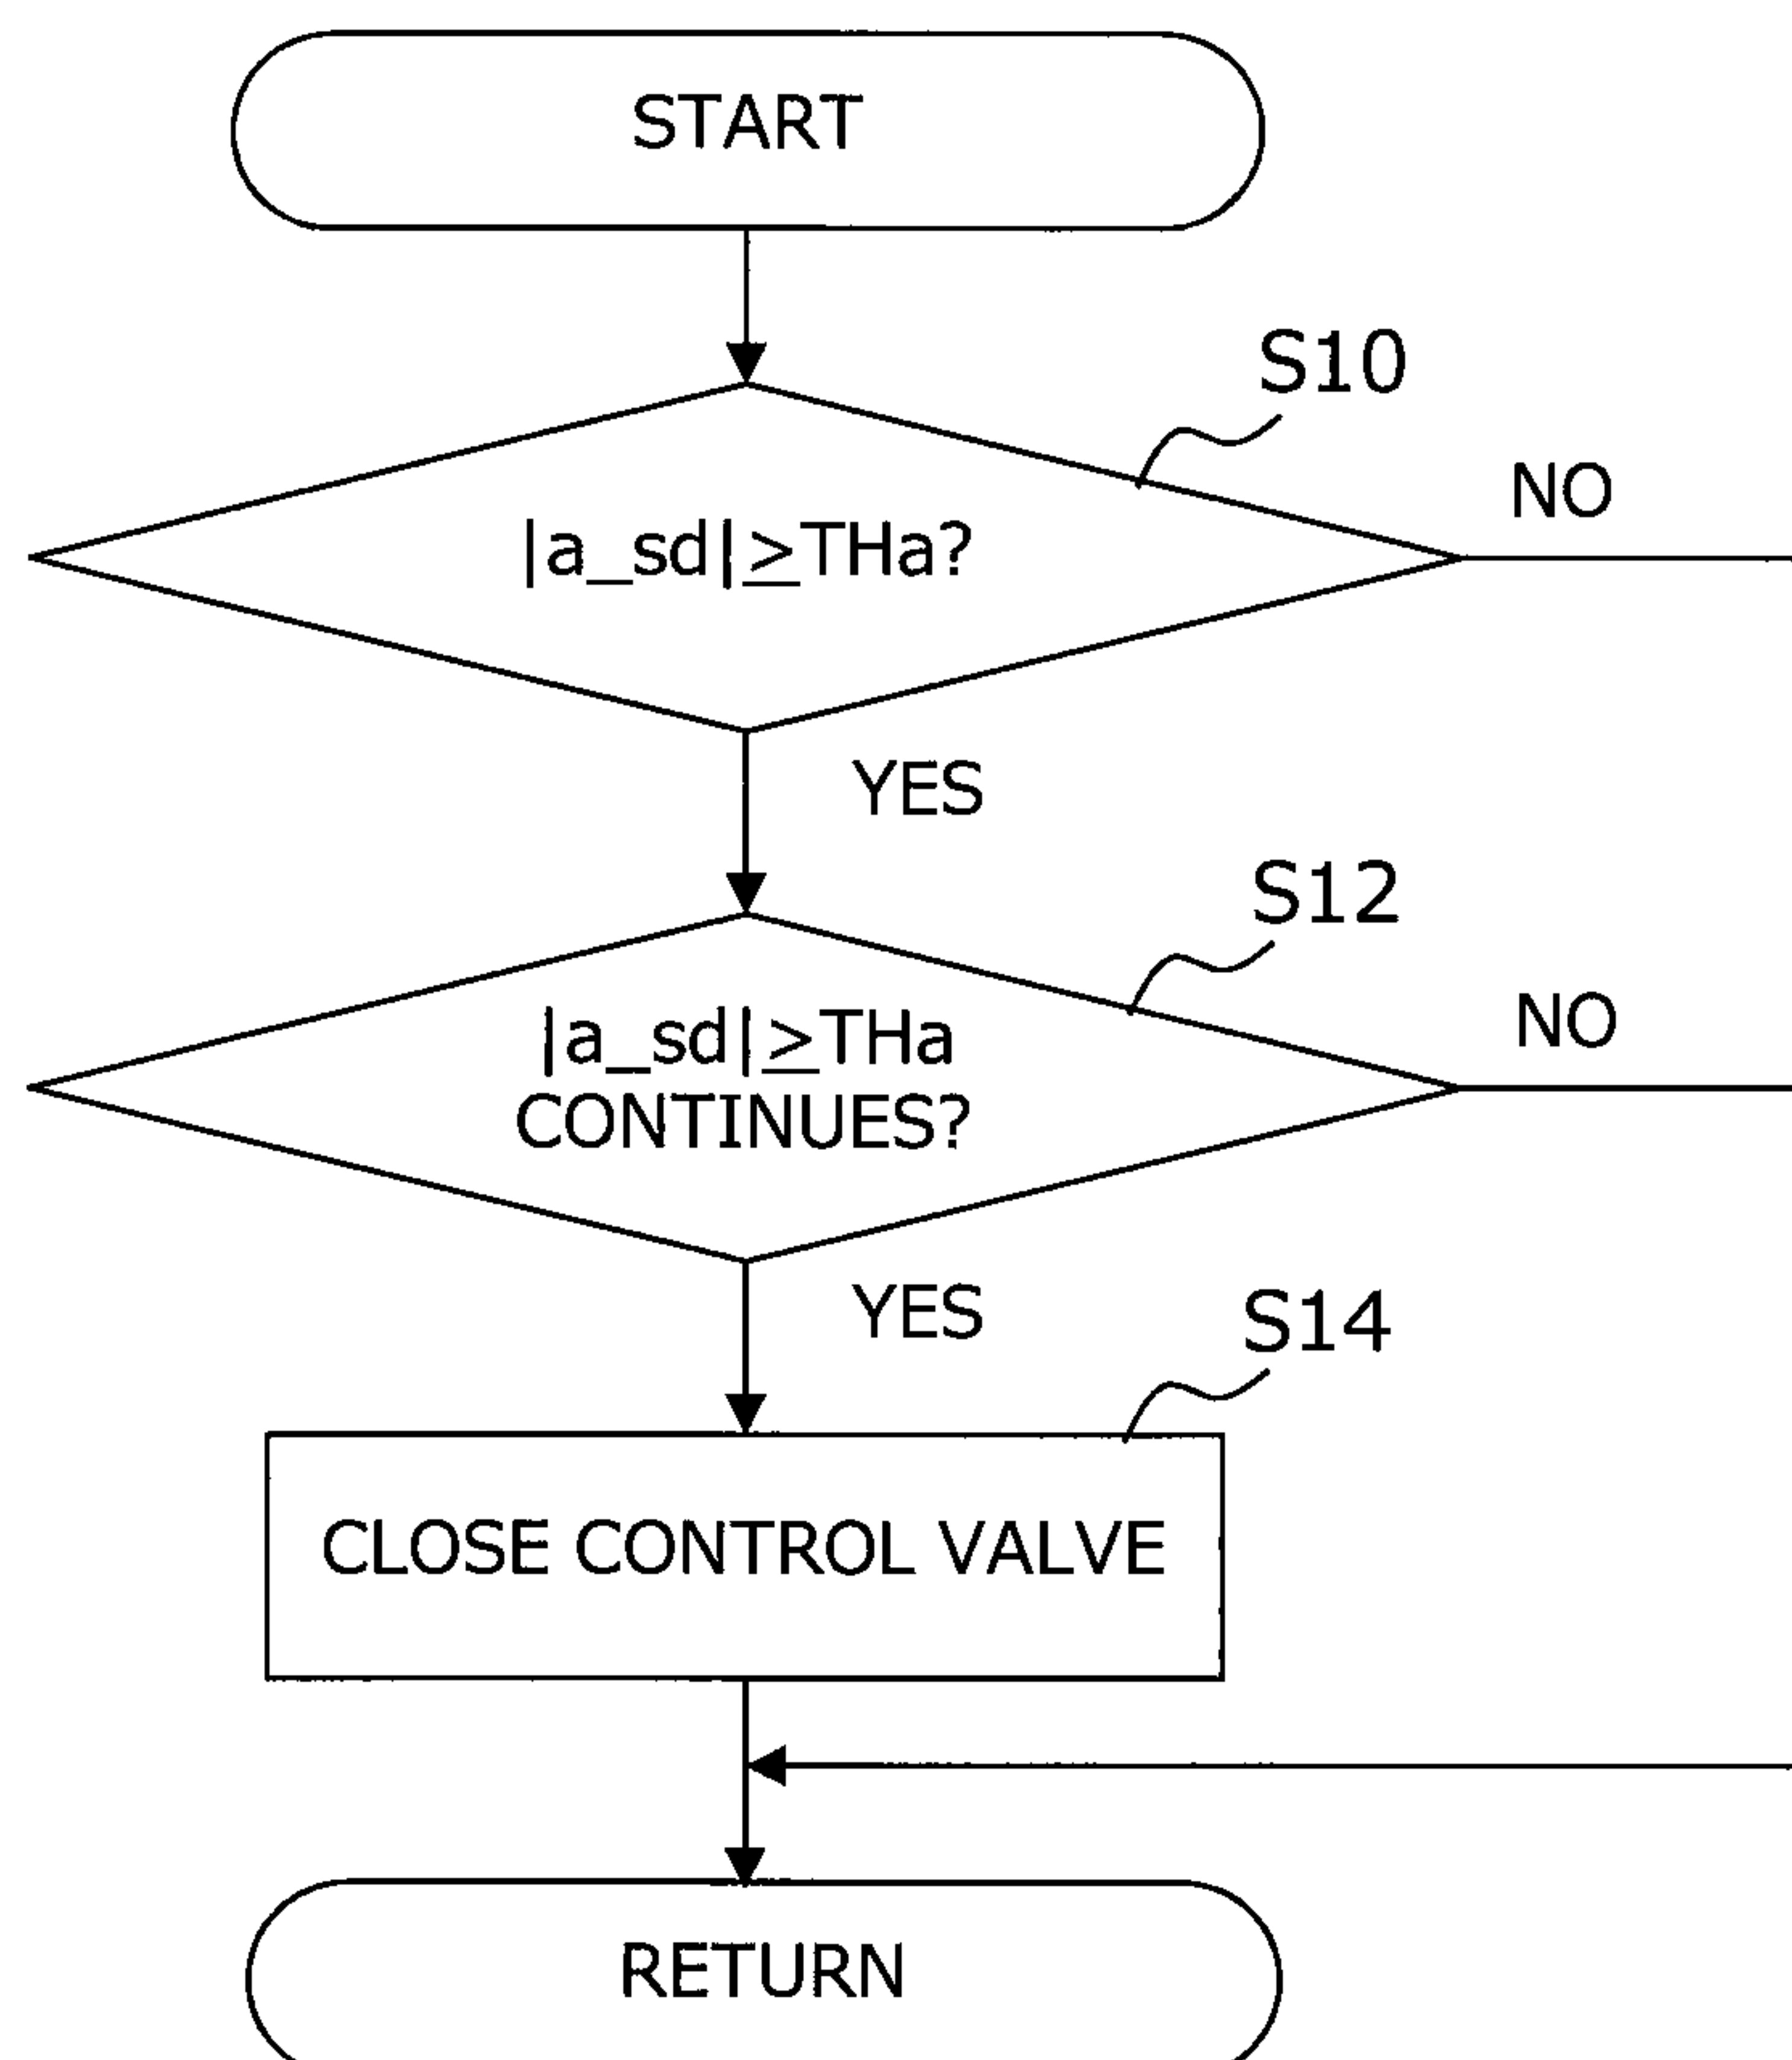 START
S10
NO
|a_sd|≥THa?
YES
S12
NO
|a_sd|≥THa
CONTINUES?
YES
S14
CLOSE CONTROL VALVE
RETURN